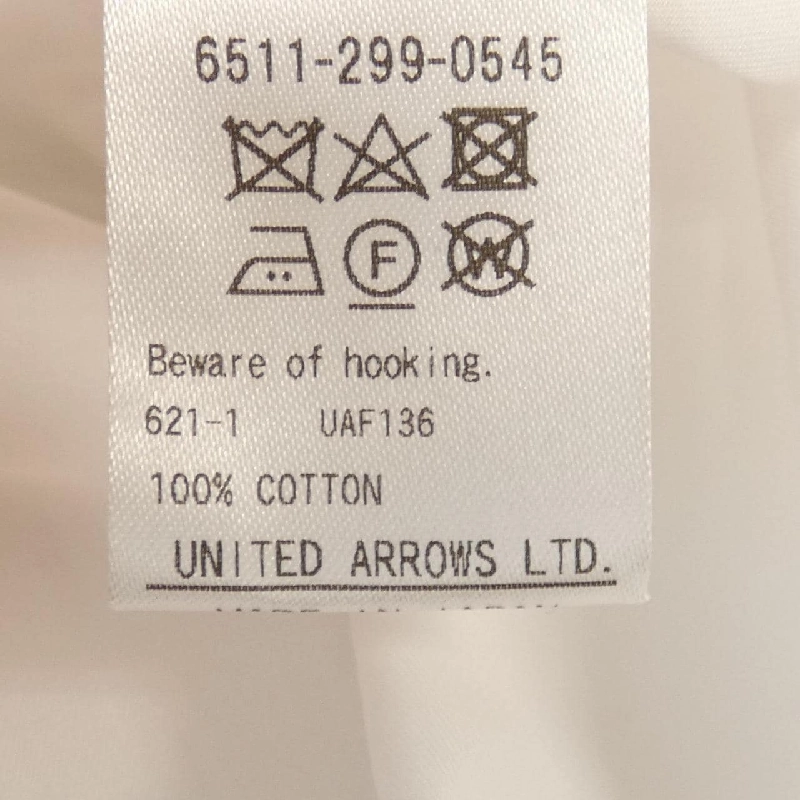 6511-299-0545
F W
Beware of hooking.
621-1 UAF136
100% COTTON
UNITED ARROWS LTD.